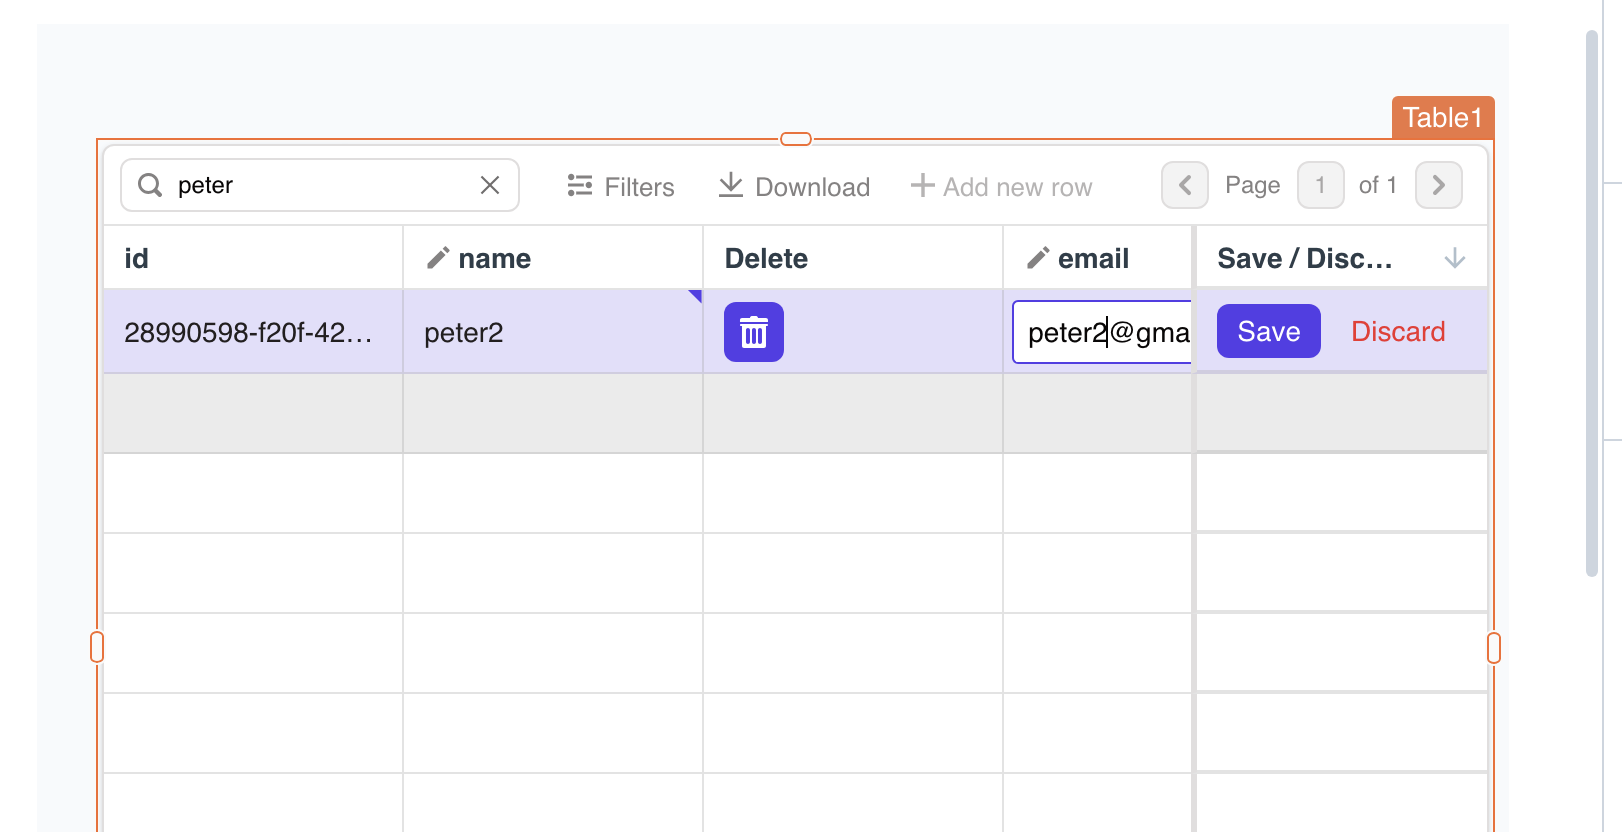 Table1
peter Filters Download Add new row Page 1 of 1
id name Delete email Save / Disc...
28990598-f20f-42... peter2 peter2@gma Save Discard